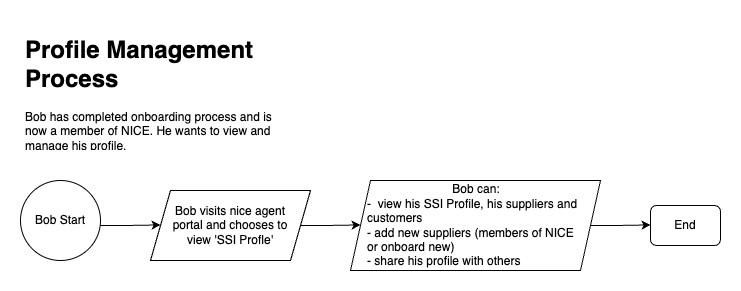 Profile Management
Process
Bob has completed onboarding process and is
now a member of NICE. He wants to view and
manage his profile.
Bob Start
Bob visits nice agent
portal and chooses to
view 'SSI Profle'
Bob can:
- view his SSI Profile, his suppliers and
customers
- add new suppliers (members of NICE
or onboard new)
- share his profile with others
End